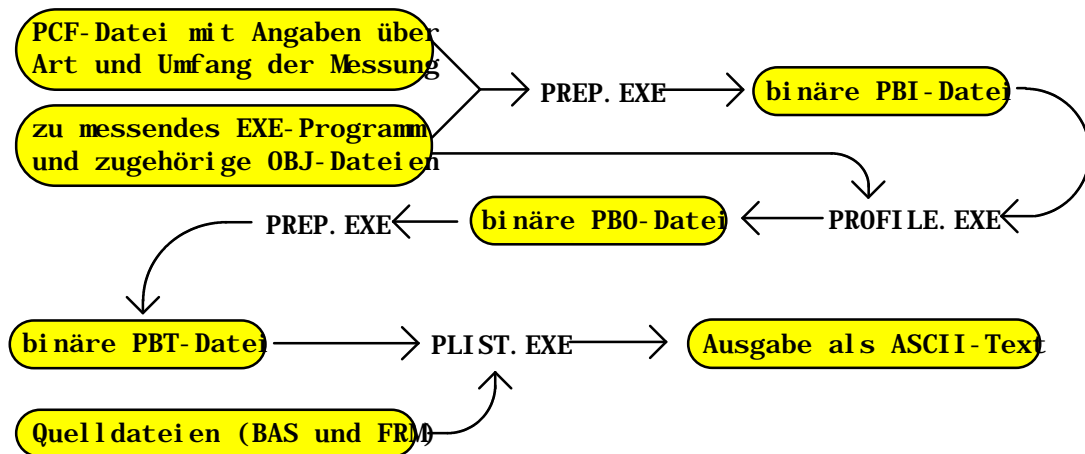 PCF-Datei mit Angaben über
Art und Umfang der Messung
PREP.EXE
binäre PBI-Datei
zu messendes EXE-Programm
und zugehörige OBJ-Dateien
PREP.EXE
binäre PBO-Datei
PROFILE.EXE
binäre PBT-Datei
PLIST.EXE
Ausgabe als ASCII-Text
Quelldateien (BAS und FRM)